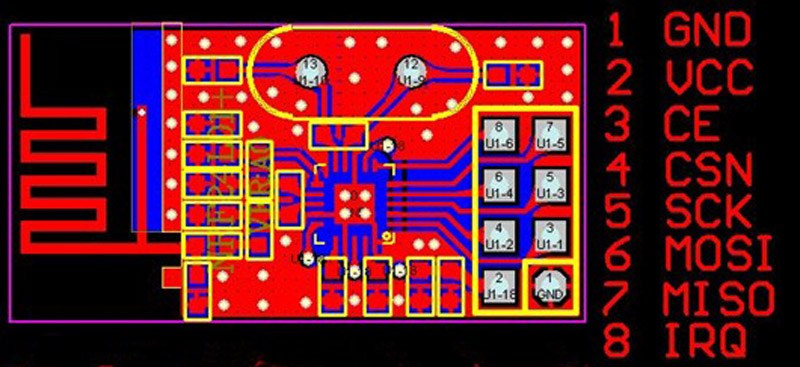 1 GND
2 VCC
3 CE
4 CSN
5 SCK
6 MOSI
7 MISO
8 IRQ
13
12
U1-9
8
U1-6
7
U1-5
6
U1-4
5
U1-3
4
U1-2
3
U1-1
2
U1-18
1
GND